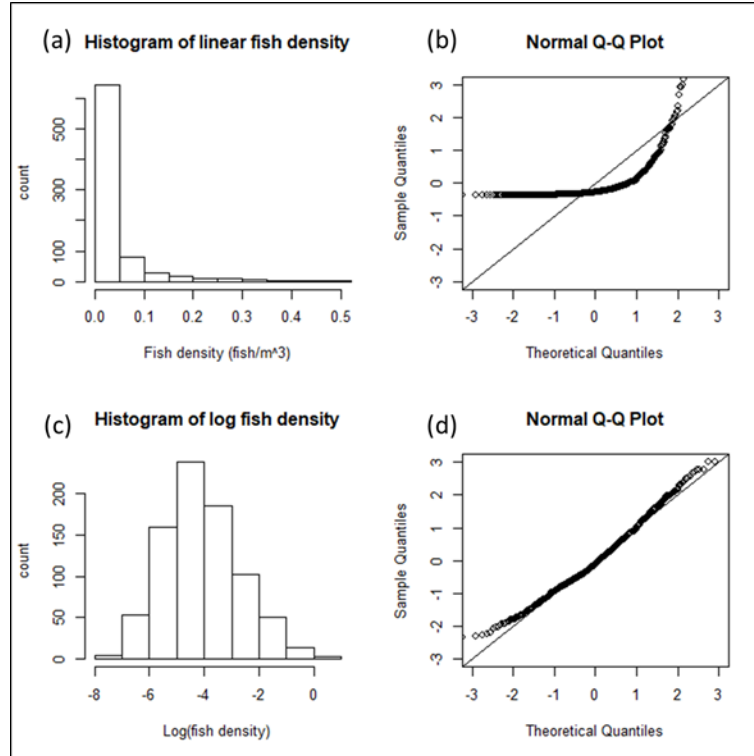 (a) Histogram of linear fish density
count
500
300
100
0
0.0 0.1 0.2 0.3 0.4 0.5
Fish density (fish/m^3)
(b) Normal Q-Q Plot
Sample Quantiles
3
2
1
0
-1
-2
-3
-3 -2 -1 0 1 2 3
Theoretical Quantiles
(c) Histogram of log fish density
count
200
150
100
50
0
-8 -6 -4 -2 0
Log(fish density)
(d) Normal Q-Q Plot
Sample Quantiles
3
2
1
0
-1
-2
-3
-3 -2 -1 0 1 2 3
Theoretical Quantiles